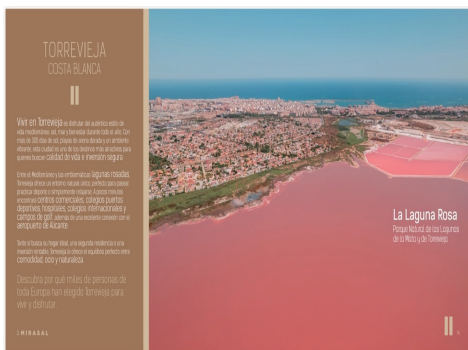 TORREVIEJA
COSTA BLANCA
Vivir en Torrevieja es disfrutar del auténtico estilo de
vida mediterráneo: sol, mar y bienestar durante todo el año. Con
más de 300 días de sol, playas de arena dorada y un ambiente
vibrante, esta ciudad es uno de los destinos más atractivos para
quienes buscan calidad de vida e inversión segura.
Entre el Mediterráneo y las emblemáticas lagunas rosadas,
Torrevieja ofrece un entorno natural único, perfecto para pasear,
practicar deporte o simplemente relajarse. A pocos minutos
encontrará centros comerciales, colegios puertos
deportivos, hospitales, colegios internacionales y
campos de golf, además de una excelente conexión con el
aeropuerto de Alicante.
Tanto si busca su hogar ideal, una segunda residencia o una
inversión rentable, Torrevieja ofrece el equilibrio perfecto entre
comodidad, ocio y naturaleza.
Descubra por qué miles de personas de
toda Europa han elegido Torrevieja para
vivir y disfrutar.
MIRASAL
La Laguna Rosa
Parque Natural de las Lagunas
de la Mata y de Torrevieja